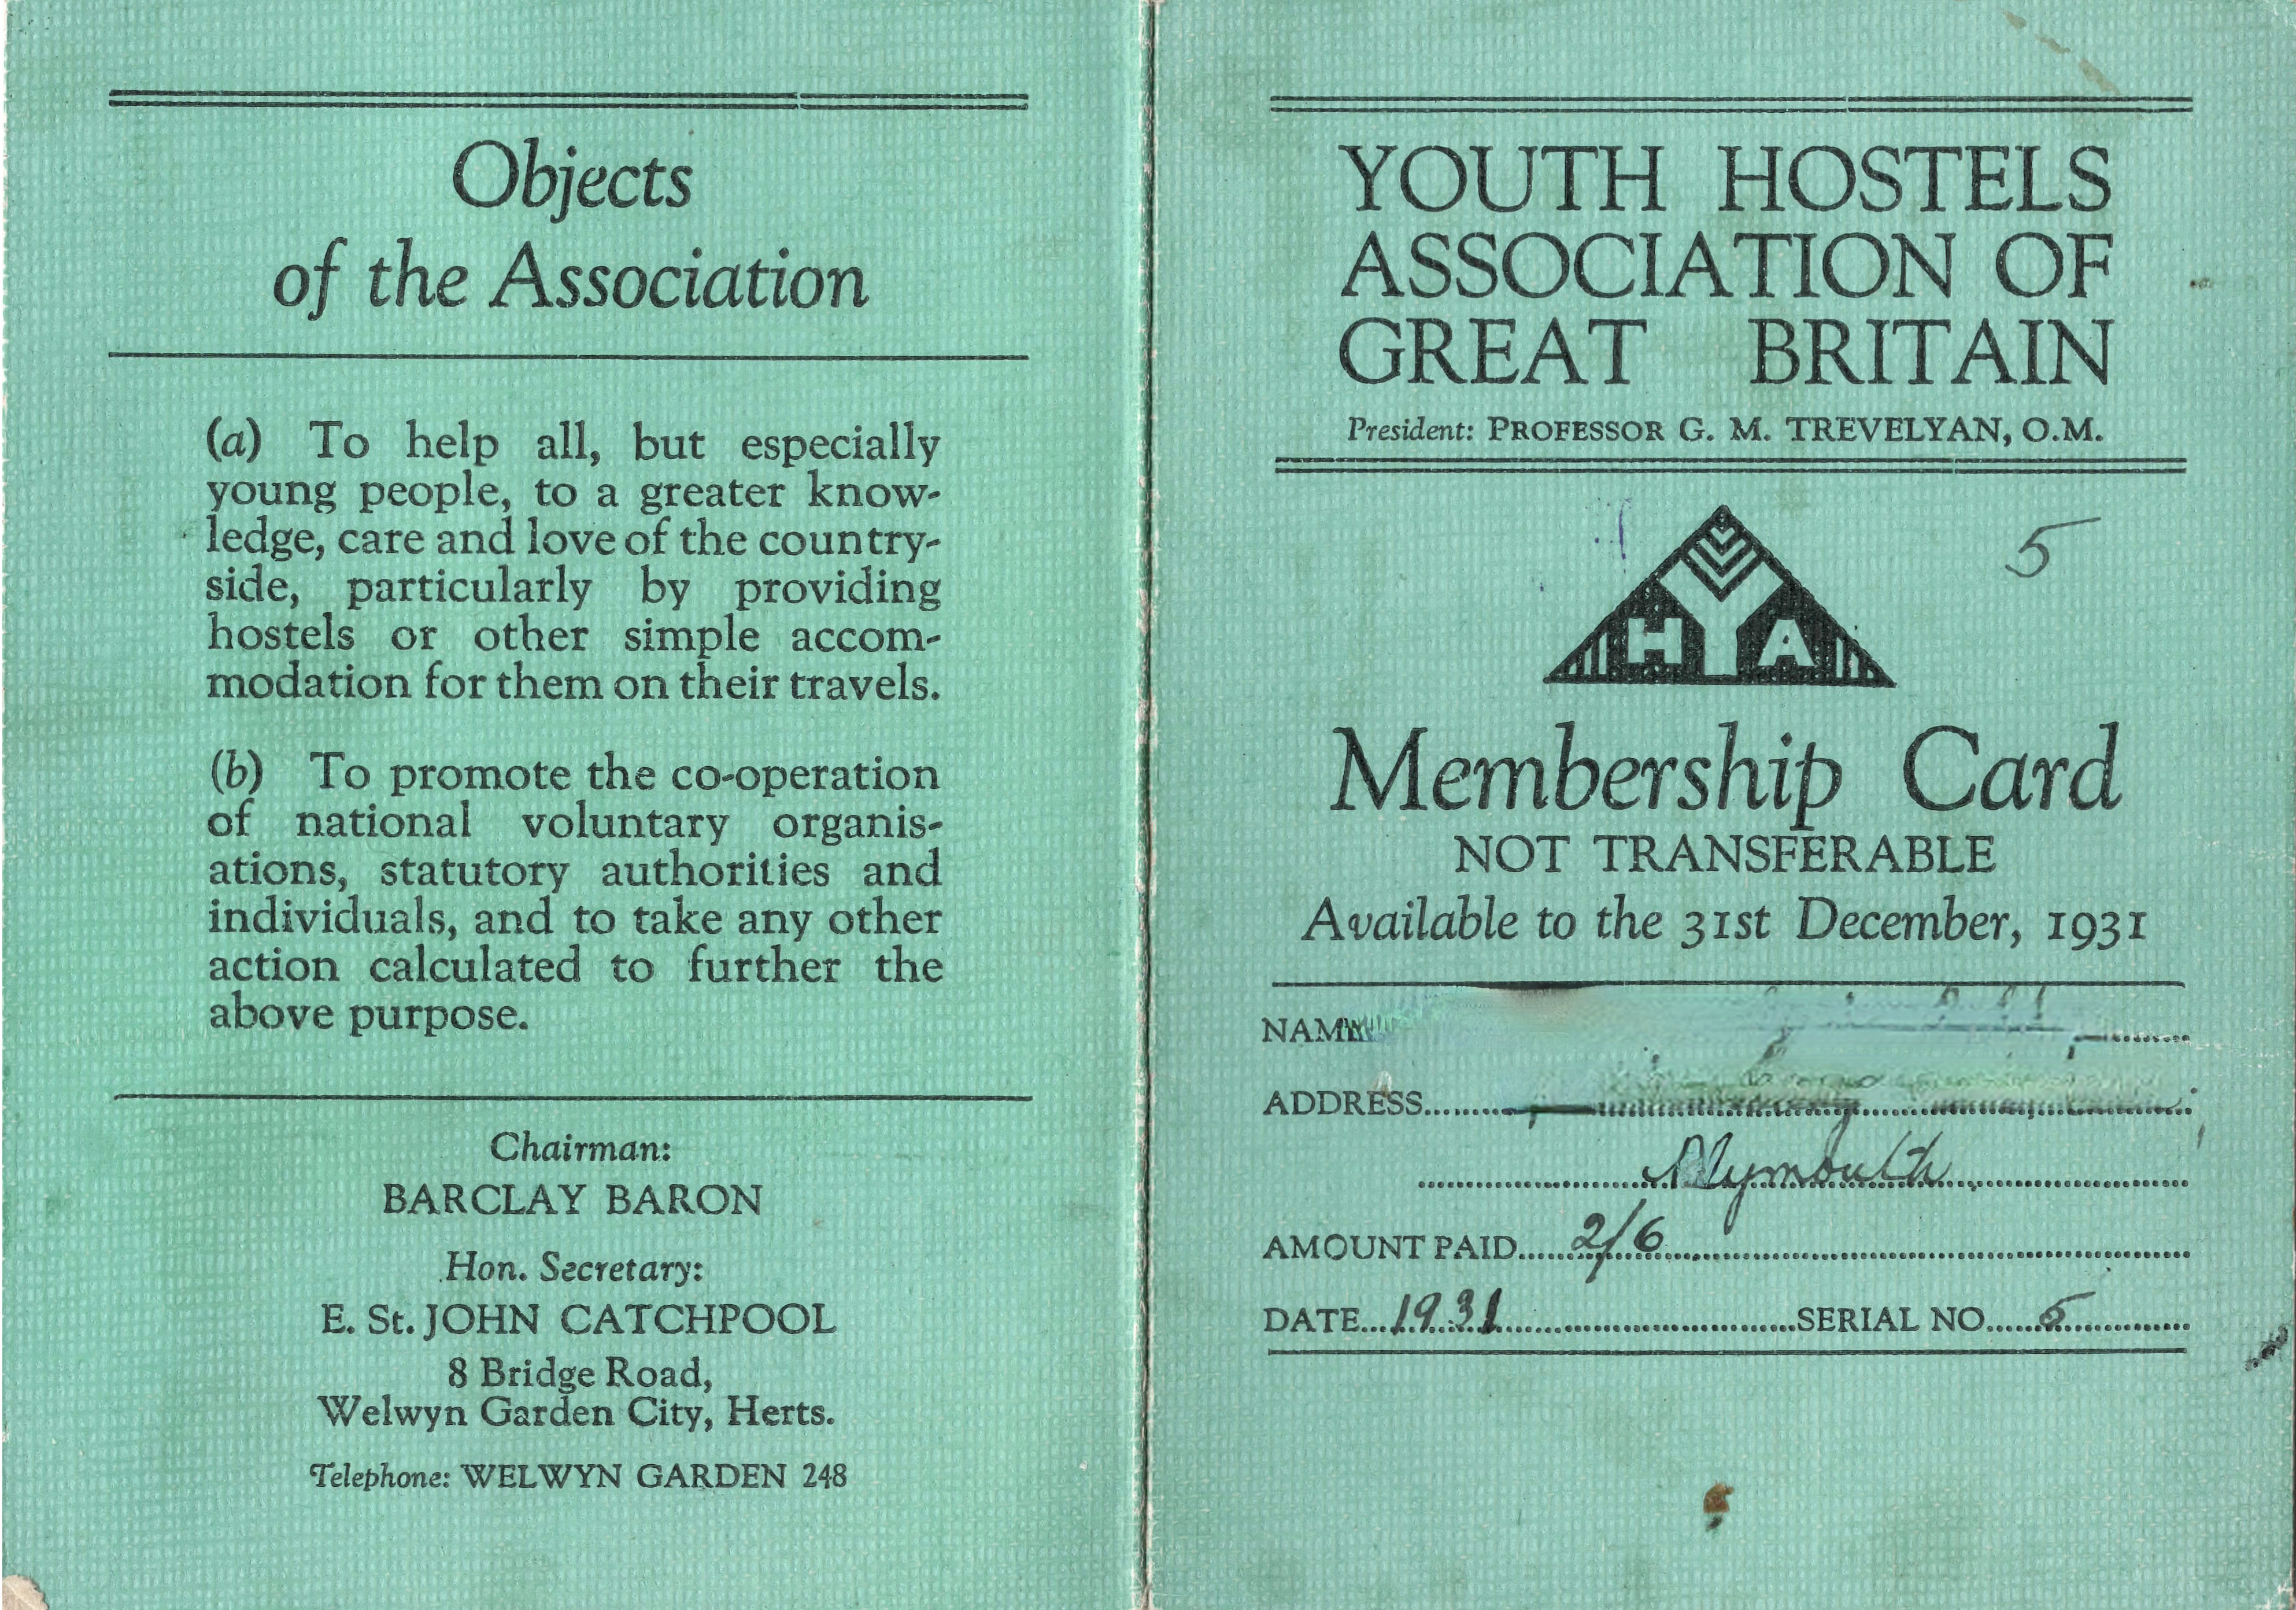 Objects
of the Association
(a) To help all, but especially
young people, to a greater know-
ledge, care and love of the country-
side, particularly by providing
hostels or other simple accom-
modation for them on their travels.
(b) To promote the co-operation
of national voluntary organis-
ations, statutory authorities and
individuals, and to take any other
action calculated to further the
above purpose.
Chairman:
BARCLAY BARON
Hon. Secretary:
E. St. JOHN CATCHPOOL
8 Bridge Road,
Welwyn Garden City, Herts.
Telephone: WELWYN GARDEN 248
YOUTH HOSTELS
ASSOCIATION OF
GREAT BRITAIN
President: PROFESSOR G. M. TREVELYAN, O.M.
5
HYA
Membership Card
NOT TRANSFERABLE
Available to the 31st December, 1931
NAME
ADDRESS
Plymouth
AMOUNT PAID 2/6
DATE 1931 SERIAL NO. 5